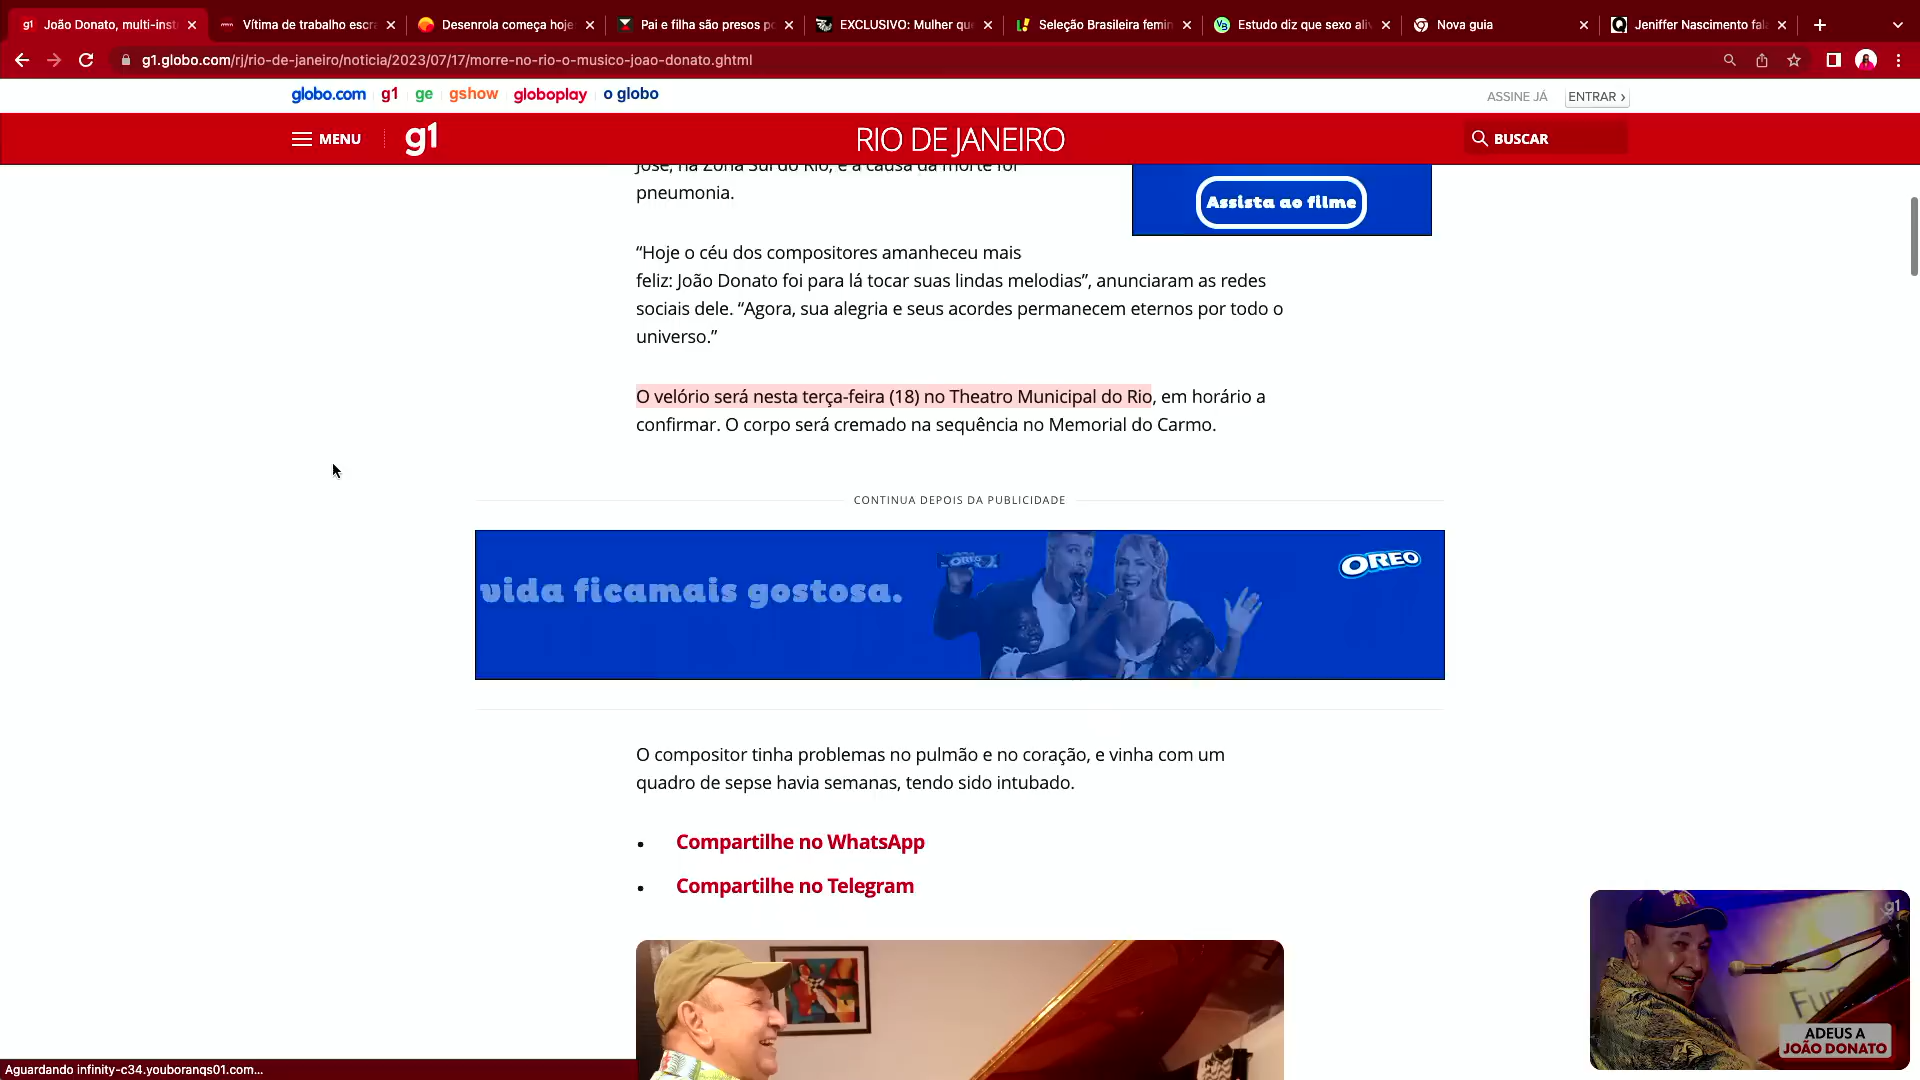 João Donato, multi-inst
Vítima de trabalho escra
Desenrola começa hoje
Pai e filha são presos po
EXCLUSIVO: Mulher que
Seleção Brasileira femin
Estudo diz que sexo aliv
Nova guia
Jeniffer Nascimento fal
g1.globo.com/rj/rio-de-janeiro/noticia/2023/07/17/morre-no-rio-o-musico-joao-donato.ghtml
globo.com g1 ge gshow globoplay o globo
ASSINE JÁ ENTRAR ›
MENU g1 RIO DE JANEIRO BUSCAR
José, na Zona Sul do Rio, e a causa da morte foi
pneumonia.
Assista ao filme
“Hoje o céu dos compositores amanheceu mais
feliz: João Donato foi para lá tocar suas lindas melodias”, anunciaram as redes
sociais dele. “Agora, sua alegria e seus acordes permanecem eternos por todo o
universo.”
O velório será nesta terça-feira (18) no Theatro Municipal do Rio, em horário a
confirmar. O corpo será cremado na sequência no Memorial do Carmo.
CONTINUA DEPOIS DA PUBLICIDADE
vida ficamais gostosa.
OREO
OREO
O compositor tinha problemas no pulmão e no coração, e vinha com um
quadro de sepse havia semanas, tendo sido intubado.
• Compartilhe no WhatsApp
• Compartilhe no Telegram
g1
ADEUS A
JOÃO DONATO
Aguardando infinity-c34.youboranqs01.com...